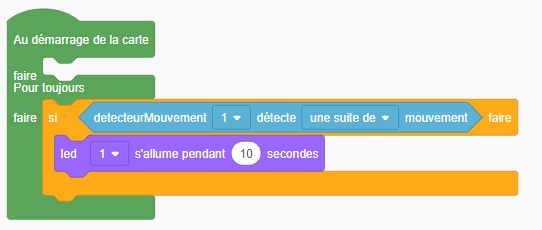 Au démarrage de la carte
faire
Pour toujours
faire si detecteurMouvement 1 détecte une suite de mouvement faire
led 1 s'allume pendant 10 secondes